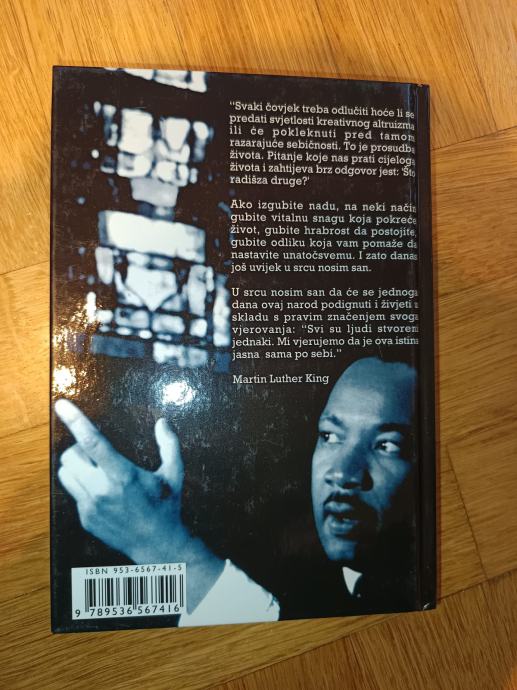 “Svaki čovjek treba odlučiti hoće li se
predati svjetlosti kreativnog altruizma
ili će pokleknuti pred tamom
razarajuće sebičnosti. To je prosudba
života. Pitanje koje nas prati cijeloga
života i zahtijeva brz odgovor jest: 'Što
radišza druge?'
Ako izgubite nadu, na neki način
gubite vitalnu snagu koja pokreće
život, gubite hrabrost da postojite,
gubite odliku koja vam pomaže da
nastavite unatočsvemu. I zato danas
još uvijek u srcu nosim san.
U srcu nosim san da će se jednoga
dana ovaj narod podignuti i živjeti u
skladu s pravim značenjem svoga
vjerovanja: “Svi su ljudi stvoreni
jednaki. Mi vjerujemo da je ova istina
jasna sama po sebi.”
Martin Luther King
ISBN 953-6567-41-5
9 789536 567416